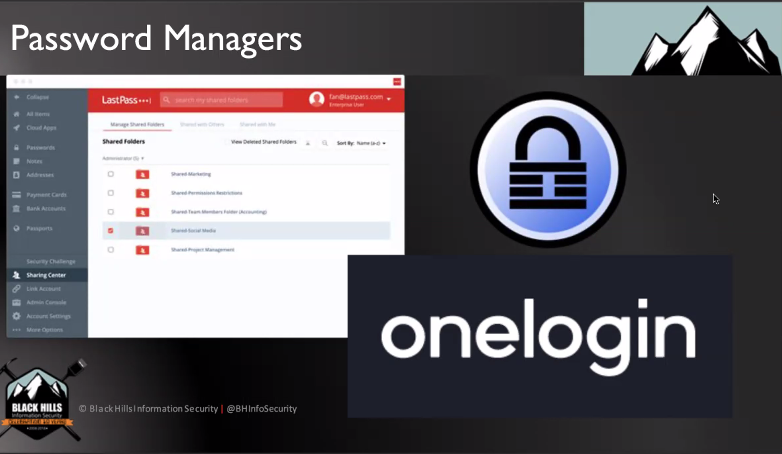 Password Managers
Collapse
All Items
Cloud Apps
Passwords
Notes
Addresses
Payment Cards
Bank Accounts
Passports
Security Challenge
Sharing Center
Link Account
Admin Console
Account Settings
More Options
LastPass
search my shared folders
fan@lastpass.com
Enterprise User
Manage Shared Folders
Shared with Others
Shared with Me
Shared Folders
View Deleted Shared Folders
Sort By: Name (a-z)
Administrator (5)
Shared-Marketing
Shared-Permissions Restrictions
Shared-Team Members Folder (Accounting)
Shared-Social Media
Shared-Project Management
onelogin
BLACK HILLS
Information Security
© Black Hills Information Security | @BHInfoSecurity